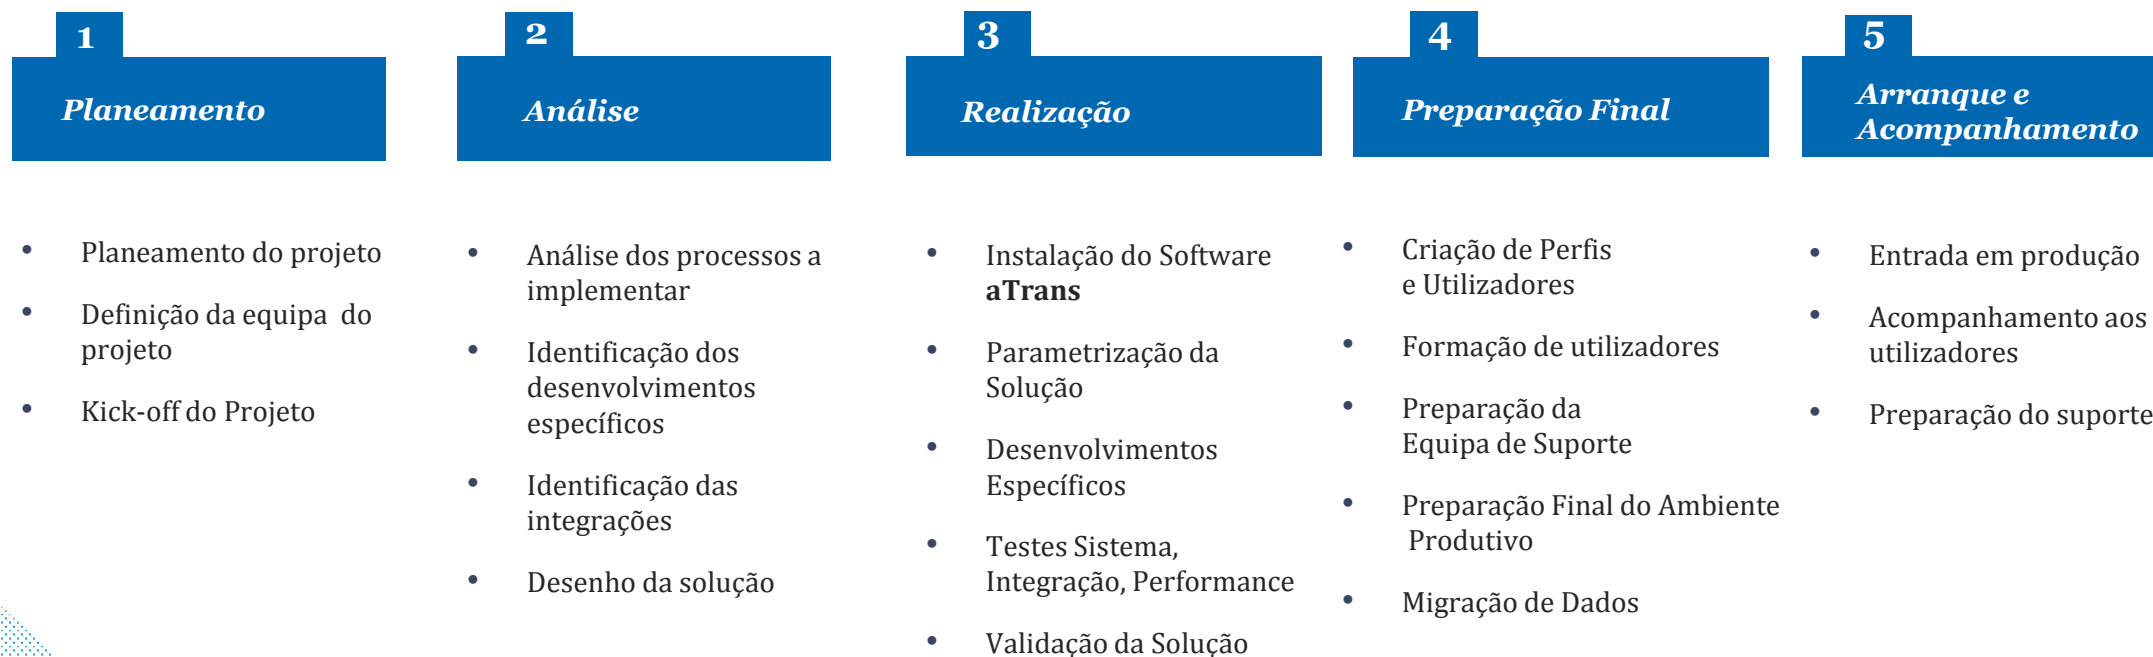 1
Planeamento
Planeamento do projeto
Definição da equipa do
projeto
Kick-off do Projeto
2
Análise
Análise dos processos a
implementar
Identificação dos
desenvolvimentos
específicos
Identificação das
integrações
Desenho da solução
3
Realização
Instalação do Software
aTrans
Parametrização da
Solução
Desenvolvimentos
Específicos
Testes Sistema,
Integração, Performance
Validação da Solução
4
Preparação Final
Criação de Perfis
e Utilizadores
Formação de utilizadores
Preparação da
Equipa de Suporte
Preparação Final do Ambiente
Produtivo
Migração de Dados
5
Arranque e
Acompanhamento
Entrada em produção
Acompanhamento aos
utilizadores
Preparação do suporte